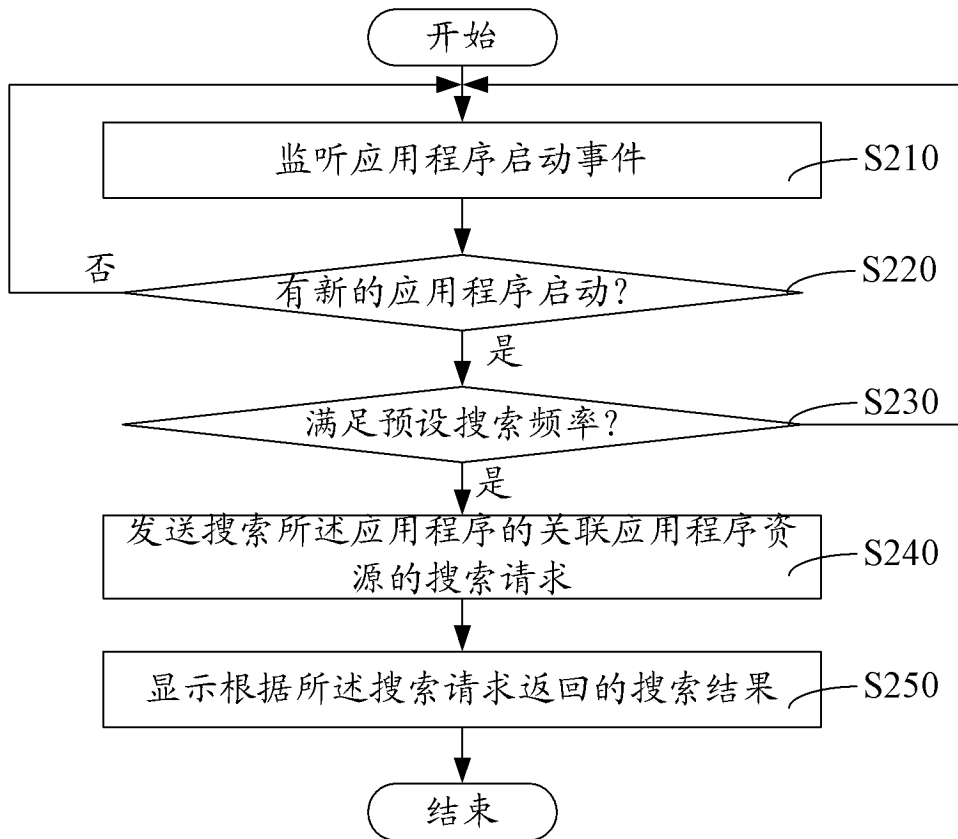 开始
监听应用程序启动事件
S210
否
有新的应用程序启动?
S220
是
满足预设搜索频率?
S230
是
发送搜索所述应用程序的关联应用程序资
源的搜索请求
S240
显示根据所述搜索请求返回的搜索结果
S250
结束